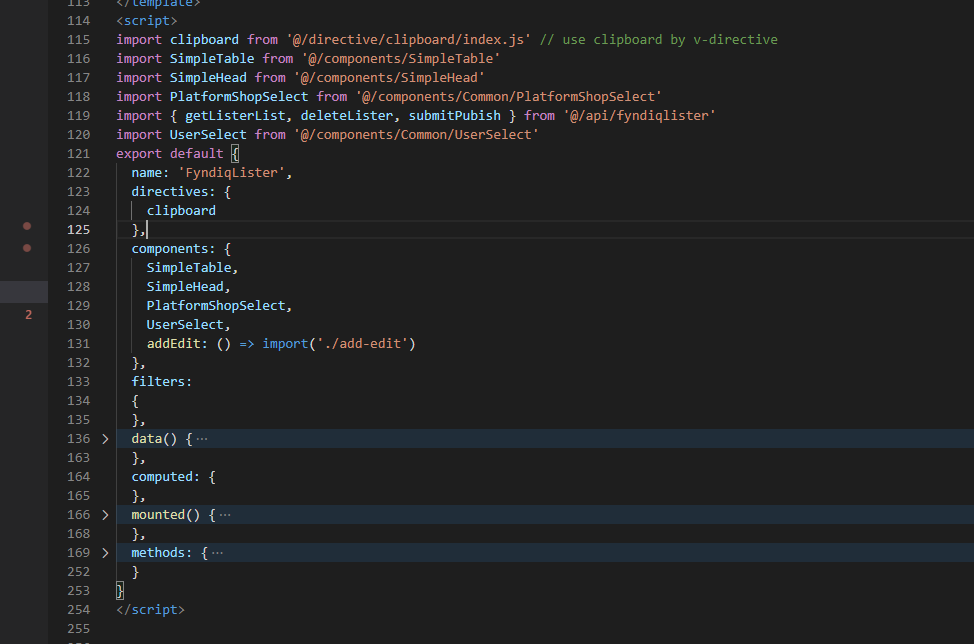 113 </template>
114 <script>
115 import clipboard from '@/directive/clipboard/index.js' // use clipboard by v-directive
116 import SimpleTable from '@/components/SimpleTable'
117 import SimpleHead from '@/components/SimpleHead'
118 import PlatformShopSelect from '@/components/Common/PlatformShopSelect'
119 import { getListerList, deleteLister, submitPubish } from '@/api/fyndiqlister'
120 import UserSelect from '@/components/Common/UserSelect'
121 export default {
122 name: 'FyndiqLister',
123 directives: {
124 clipboard
125 },
126 components: {
127 SimpleTable,
128 SimpleHead,
129 PlatformShopSelect,
2
130 UserSelect,
131 addEdit: () => import('./add-edit')
132 },
133 filters:
134 {
135 },
136 data() { ···
163 },
164 computed: {
165 },
166 mounted() { ···
168 },
169 methods: { ···
252 }
253 }
254 </script>
255